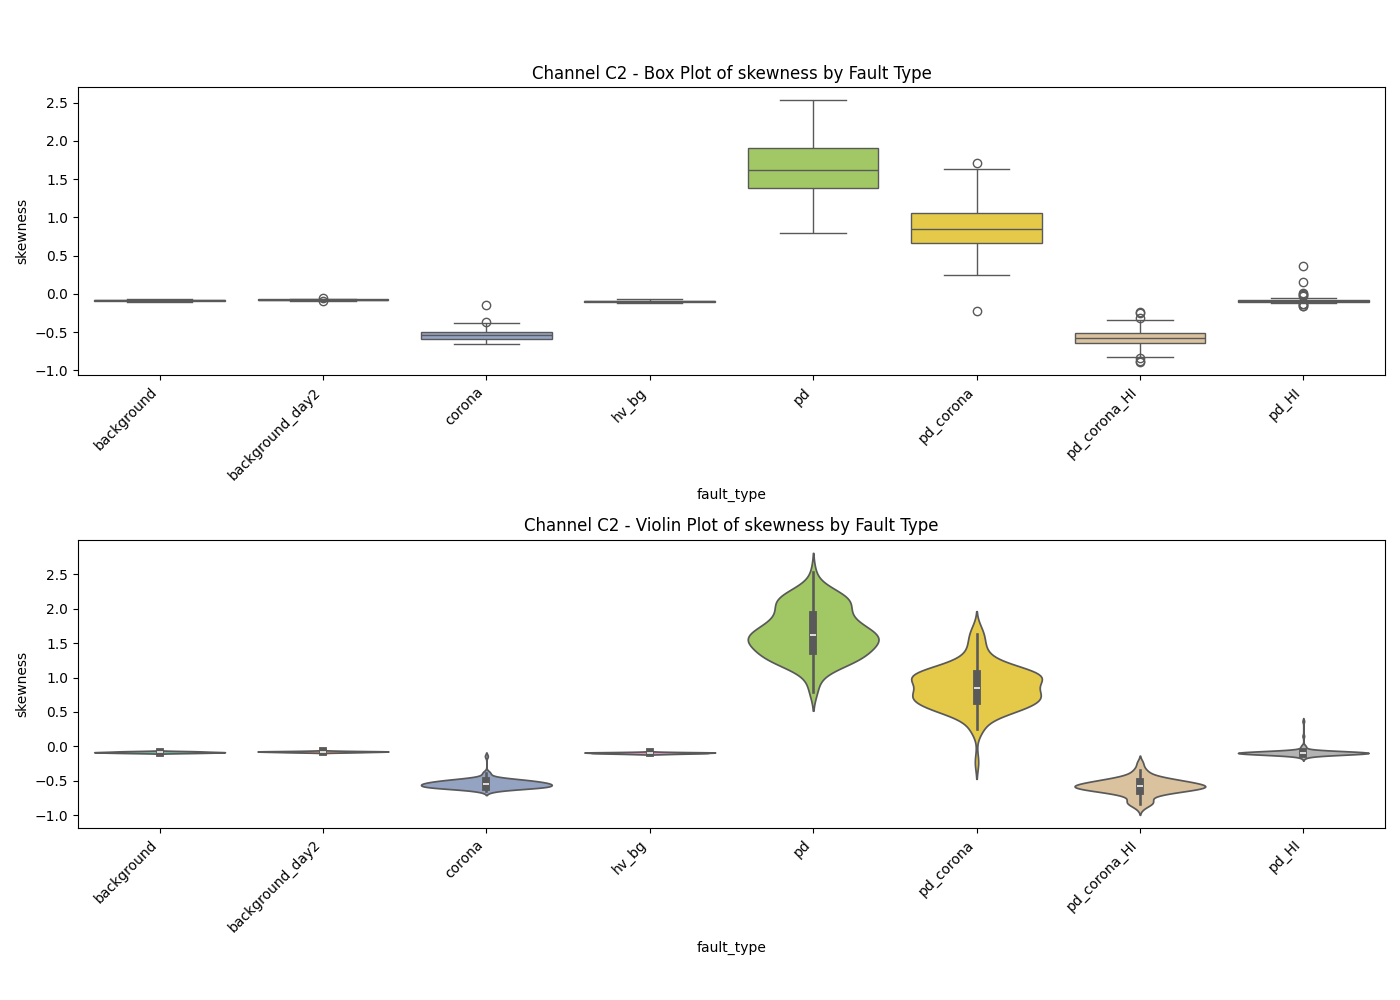 Channel C2 - Box Plot of skewness by Fault Type
2.5
2.0
1.5
1.0
0.5
0.0
−0.5
−1.0
skewness
background
background_day2
corona
hv_bg
pd
pd_corona
pd_corona_HI
pd_HI
fault_type
Channel C2 - Violin Plot of skewness by Fault Type
2.5
2.0
1.5
1.0
0.5
0.0
−0.5
−1.0
skewness
background
background_day2
corona
hv_bg
pd
pd_corona
pd_corona_HI
pd_HI
fault_type